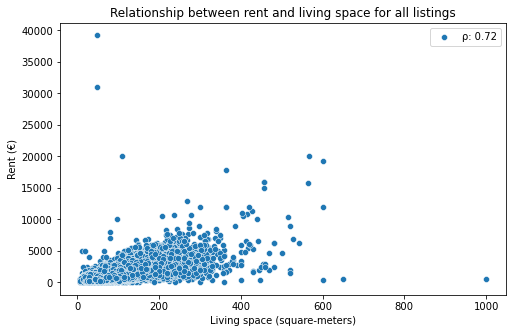 Relationship between rent and living space for all listings
ρ: 0.72
40000
35000
30000
25000
20000
15000
10000
5000
0
Rent (€)
0 200 400 600 800 1000
Living space (square-meters)